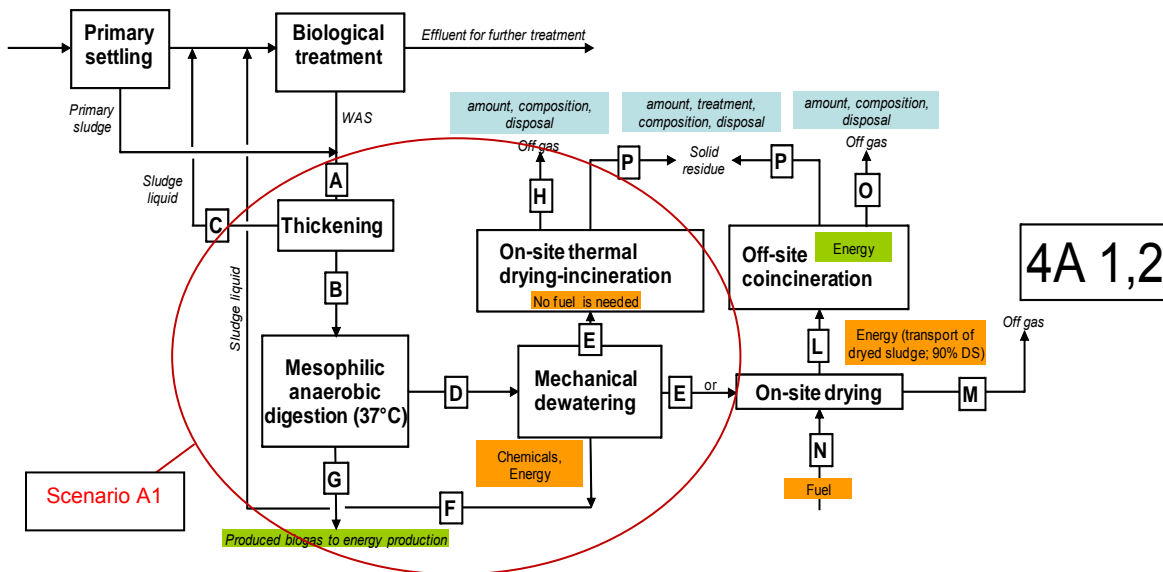 Primary
settling
Biological
treatment
Effluent for further treatment
Primary
sludge
WAS
amount, composition,
disposal
Off gas
amount, treatment,
composition, disposal
Solid
residue
amount, composition,
disposal
Off gas
A
Sludge
liquid
C
Thickening
H
P
P
O
On-site thermal
drying-incineration
No fuel is needed
Off-site
coincineration
Energy
4A 1,2
B
Sludge liquid
E
L
Energy (transport of
dryed sludge; 90% DS)
Off gas
Mesophilic
anaerobic
digestion (37°C)
D
Mechanical
dewatering
E
or
On-site drying
M
Chemicals,
Energy
N
Fuel
G
F
Scenario A1
Produced biogas to energy production